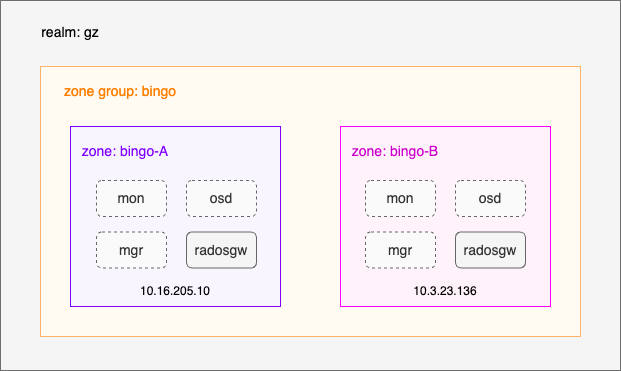 realm: gz
zone group: bingo
zone: bingo-A
mon
osd
mgr
radosgw
10.16.205.10
zone: bingo-B
mon
osd
mgr
radosgw
10.3.23.136